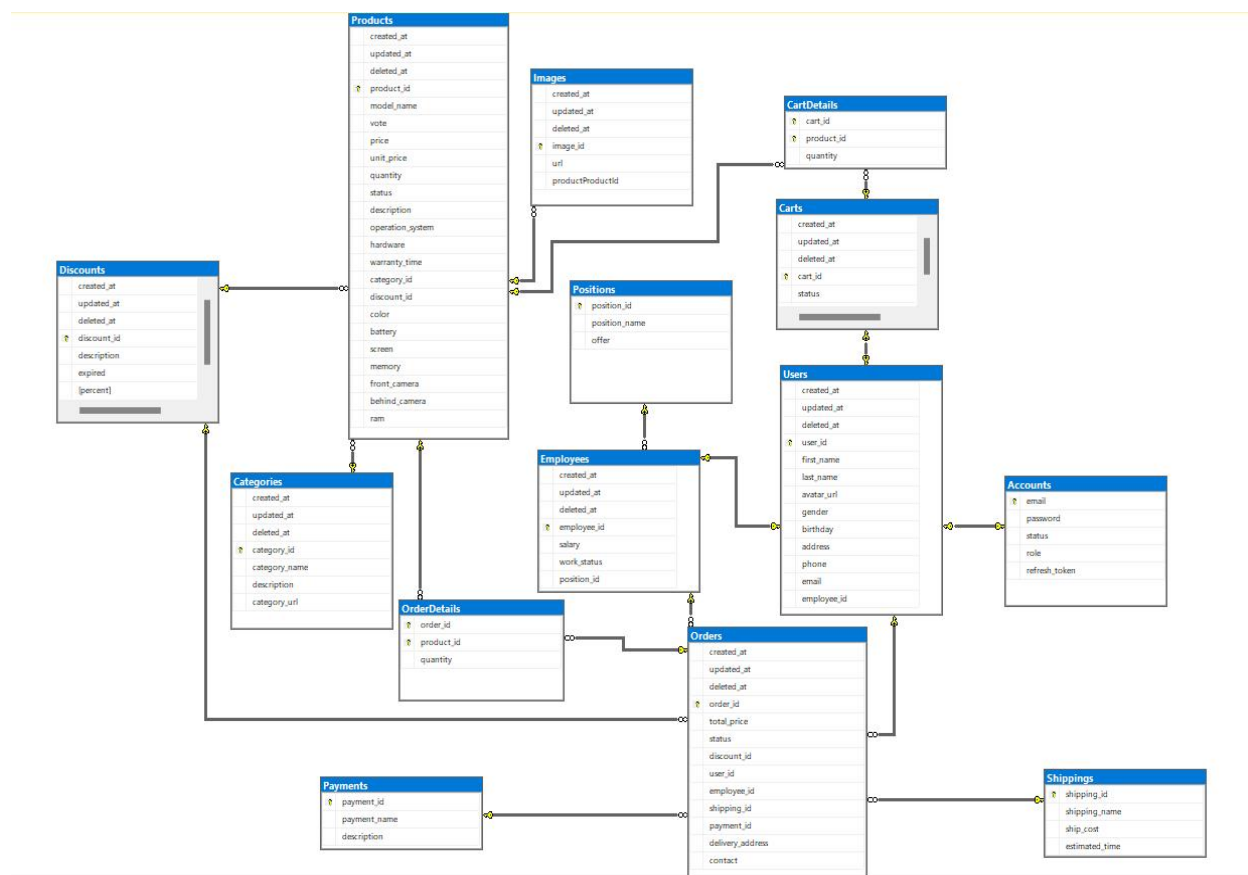 Products
created_at
updated_at
deleted_at
product_id
model_name
vote
price
unit_price
quantity
status
description
operation_system
hardware
warranty_time
category_id
discount_id
color
battery
screen
memory
front_camera
behind_camera
ram
Images
created_at
updated_at
deleted_at
image_id
url
productProductId
CartDetails
cart_id
product_id
quantity
Carts
created_at
updated_at
deleted_at
cart_id
status
Discounts
created_at
updated_at
deleted_at
discount_id
description
expired
[percent]
Positions
position_id
position_name
offer
Users
created_at
updated_at
deleted_at
user_id
first_name
last_name
avatar_url
gender
birthday
address
phone
email
employee_id
Employees
created_at
updated_at
deleted_at
employee_id
salary
work_status
position_id
Categories
created_at
updated_at
deleted_at
category_id
category_name
description
category_url
Accounts
email
password
status
role
refresh_token
OrderDetails
order_id
product_id
quantity
Orders
created_at
updated_at
deleted_at
order_id
total_price
status
discount_id
user_id
employee_id
shipping_id
payment_id
delivery_address
contact
Payments
payment_id
payment_name
description
Shippings
shipping_id
shipping_name
ship_cost
estimated_time